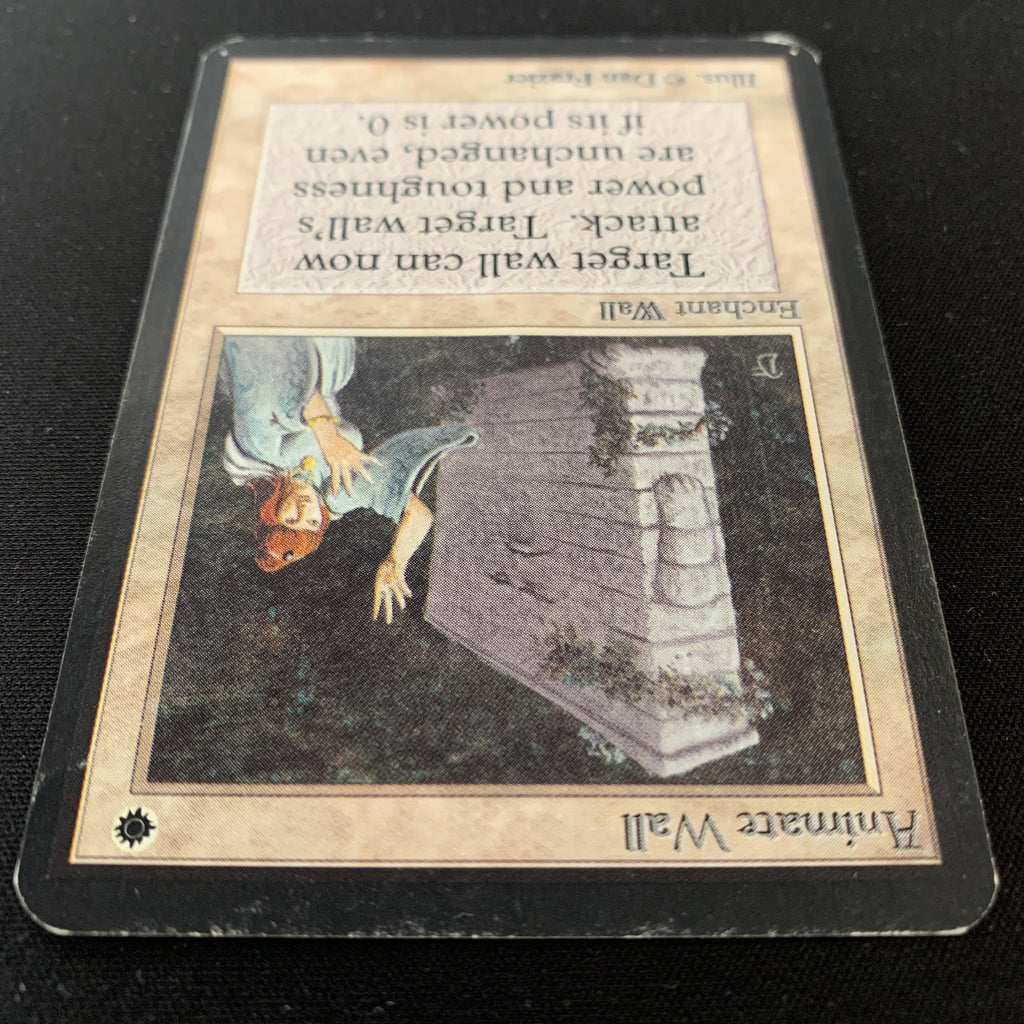 Animate Wall
Enchant Wall
Target wall can now
attack. Target wall's
power and toughness
are unchanged, even
if its power is 0.
Illus. © Dan Frazier
DF